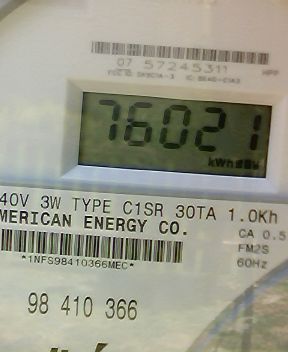 07 57245311
76021
40V 3W TYPE C1SR 30TA 1.0Kh
MERICAN ENERGY CO.
CA 0.5
*1NFS98410366MEC*
FM2S
60Hz
98 410 366